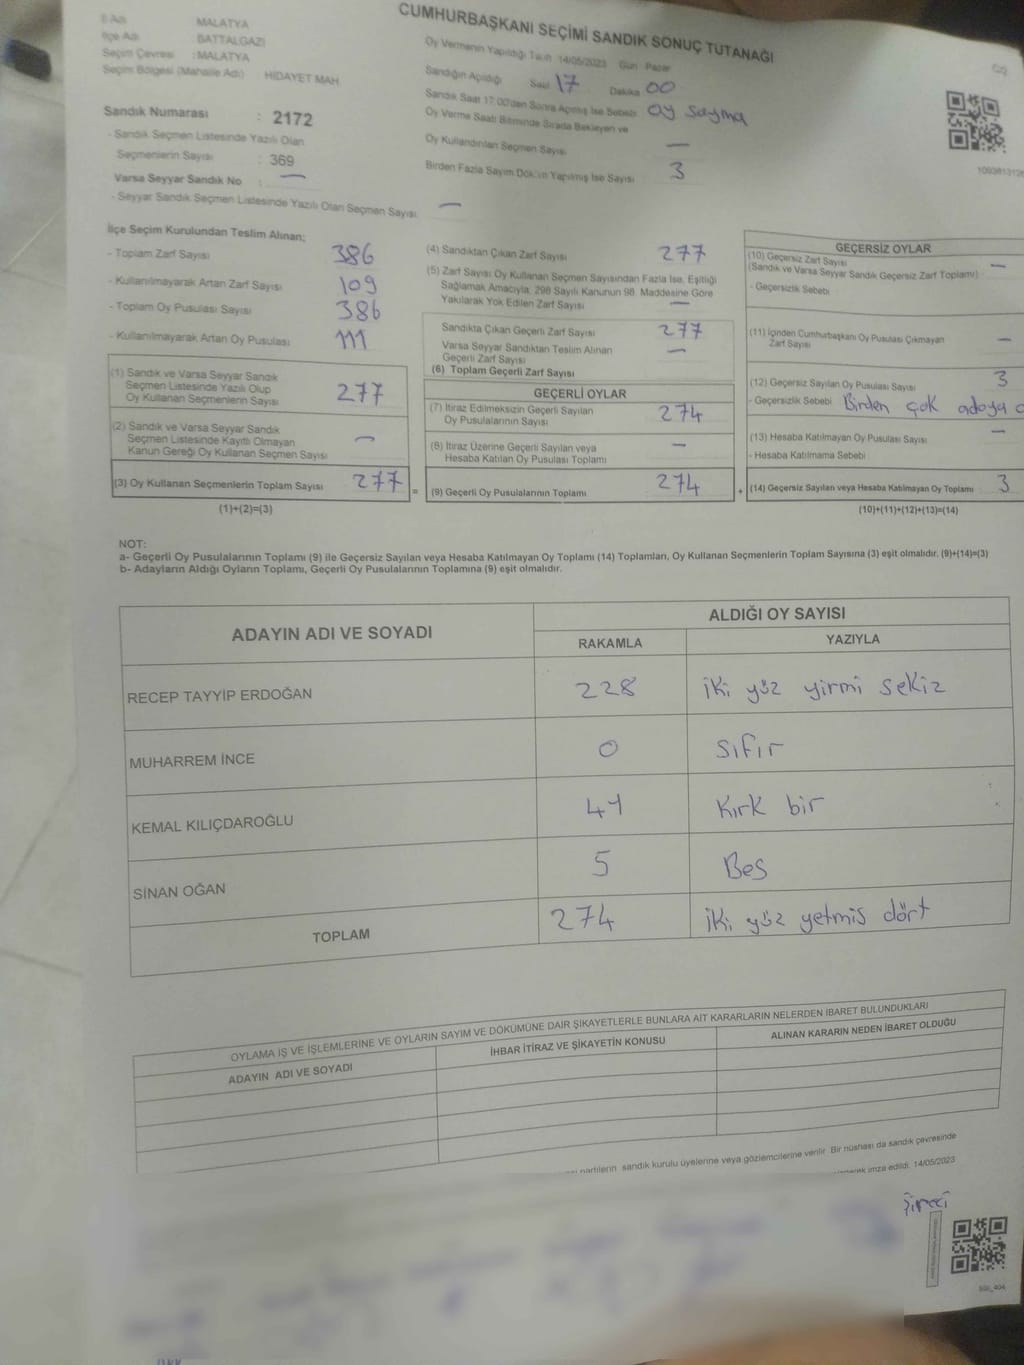 CUMHURBAŞKANI SEÇİMİ SANDIK SONUÇ TUTANAĞI
İl Adı MALATYA
İlçe Adı BATTALGAZİ
Seçim Çevresi : MALATYA
Seçim Bölgesi (Mahalle Adı) HİDAYET MAH.
Sandık Numarası : 2172
- Sandık Seçmen Listesinde Yazılı Olan
Seçmenlerin Sayısı : 369
Varsa Seyyar Sandık No : —
- Seyyar Sandık Seçmen Listesinde Yazılı Olan Seçmen Sayısı —
Oy Vermenin Yapıldığı Tarih 14/05/2023 Gün Pazar
Sandığın Açıldığı Saat 17 Dakika 00
Sandık Saat 17:00'den Sonra Açılmış İse Sebebi: oy sayma
Oy Verme Saati Bitiminde Sırada Bekleyen ve
Oy Kullandırılan Seçmen Sayısı —
Birden Fazla Sayım Döküm Yapılmış İse Sayısı 3
İlçe Seçim Kurulundan Teslim Alınan;
- Toplam Zarf Sayısı 386
- Kullanılmayarak Artan Zarf Sayısı 109
- Toplam Oy Pusulası Sayısı 386
- Kullanılmayarak Artan Oy Pusulası 111
(1) Sandık ve Varsa Seyyar Sandık
Seçmen Listesinde Yazılı Olup
Oy Kullanan Seçmenlerin Sayısı 277
(2) Sandık ve Varsa Seyyar Sandık
Seçmen Listesinde Kayıtlı Olmayan
Kanun Gereği Oy Kullanan Seçmen Sayısı —
(3) Oy Kullanan Seçmenlerin Toplam Sayısı 277 =
(1)+(2)=(3)
(4) Sandıktan Çıkan Zarf Sayısı 277
(5) Zarf Sayısı Oy Kullanan Seçmen Sayısından Fazla İse, Eşitliği
Sağlamak Amacıyla, 298 Sayılı Kanunun 98. Maddesine Göre
Yakılarak Yok Edilen Zarf Sayısı —
Sandıkta Çıkan Geçerli Zarf Sayısı 277
Varsa Seyyar Sandıktan Teslim Alınan
Geçerli Zarf Sayısı —
(6) Toplam Geçerli Zarf Sayısı
GEÇERLİ OYLAR
(7) İtiraz Edilmeksizin Geçerli Sayılan
Oy Pusulalarının Sayısı 274
(8) İtiraz Üzerine Geçerli Sayılan veya
Hesaba Katılan Oy Pusulası Toplamı —
(9) Geçerli Oy Pusulalarının Toplamı 274 +
GEÇERSİZ OYLAR
(10) Geçersiz Zarf Sayısı —
(Sandık ve Varsa Seyyar Sandık Geçersiz Zarf Toplamı)
- Geçersizlik Sebebi
(11) İçinden Cumhurbaşkanı Oy Pusulası Çıkmayan
Zarf Sayısı —
(12) Geçersiz Sayılan Oy Pusulası Sayısı 3
- Geçersizlik Sebebi Birden çok adaya
(13) Hesaba Katılmayan Oy Pusulası Sayısı —
- Hesaba Katılmama Sebebi
(14) Geçersiz Sayılan veya Hesaba Katılmayan Oy Toplamı 3
(10)+(11)+(12)+(13)=(14)
NOT:
a- Geçerli Oy Pusulalarının Toplamı (9) ile Geçersiz Sayılan veya Hesaba Katılmayan Oy Toplamı (14) Toplamları, Oy Kullanan Seçmenlerin Toplam Sayısına (3) eşit olmalıdır. (9)+(14)=(3)
b- Adayların Aldığı Oyların Toplamı, Geçerli Oy Pusulalarının Toplamına (9) eşit olmalıdır.
ADAYIN ADI VE SOYADI ALDIĞI OY SAYISI
RAKAMLA YAZIYLA
RECEP TAYYİP ERDOĞAN 228 iki yüz yirmi sekiz
MUHARREM İNCE 0 sıfır
KEMAL KILIÇDAROĞLU 41 Kırk bir
SİNAN OĞAN 5 Bes
TOPLAM 274 iki yüz yetmis dört
OYLAMA İŞ VE İŞLEMLERİNE VE OYLARIN SAYIM VE DÖKÜMÜNE DAİR ŞİKAYETLERLE BUNLARA AİT KARARLARIN NELERDEN İBARET BULUNDUKLARI
ADAYIN ADI VE SOYADI İHBAR İTİRAZ VE ŞİKAYETİN KONUSU ALINAN KARARIN NEDEN İBARET OLDUĞU
partilerin sandık kurulu üyelerine veya gözlemcilerine verilir. Bir nüshası da sandık çevresinde
imza edildi. 14/05/2023